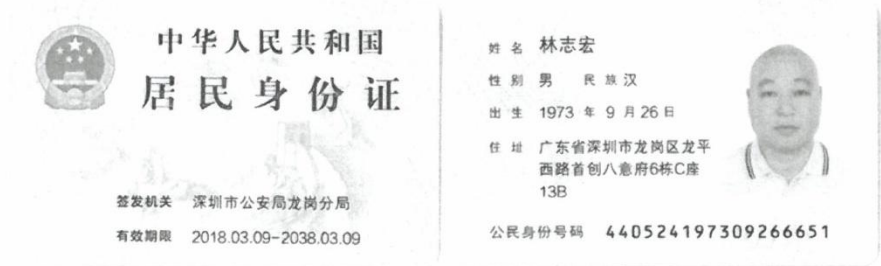 中华人民共和国
居民身份证
签发机关 深圳市公安局龙岗分局
有效期限 2018.03.09-2038.03.09
姓名 林志宏
性别 男 民族 汉
出生 1973 年 9 月 26 日
住址 广东省深圳市龙岗区龙平
西路首创八意府6栋C座
13B
公民身份号码 440524197309266651